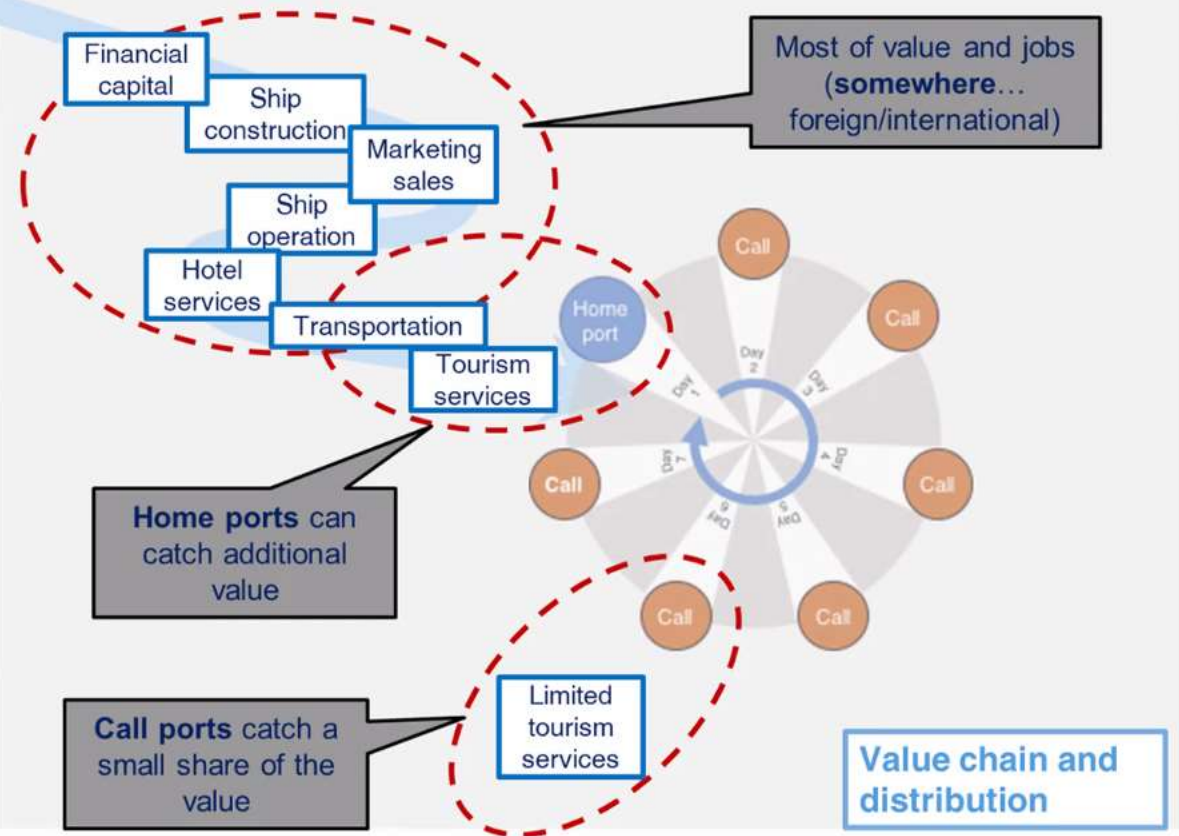 Financial
capital
Ship
construction
Marketing
sales
Ship
operation
Hotel
services
Transportation
Tourism
services
Most of value and jobs
(somewhere…
foreign/international)
Home
port
Call
Call
Call
Call
Call
Call
Day
1
Day
2
Day
3
Day
4
Day
5
Day
6
Day
7
Home ports can
catch additional
value
Call ports catch a
small share of the
value
Limited
tourism
services
Value chain and
distribution